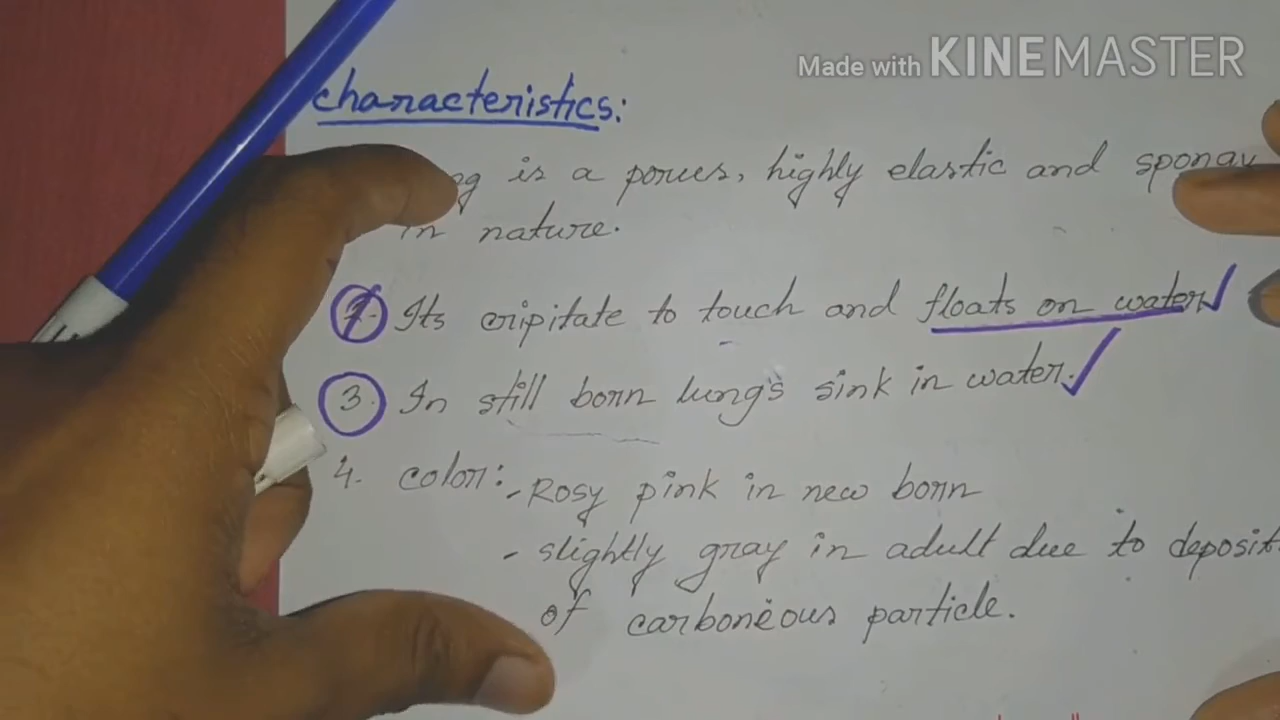 Made with KINEMASTER
characteristics:
is a porues, highly elastic and
in nature.
Its cripitate to touch and floats on water
3. In still born lung's sink in water.
4. color: - Rosy pink in new born
- slightly gray in adult due to deposit
of carboneous particle.